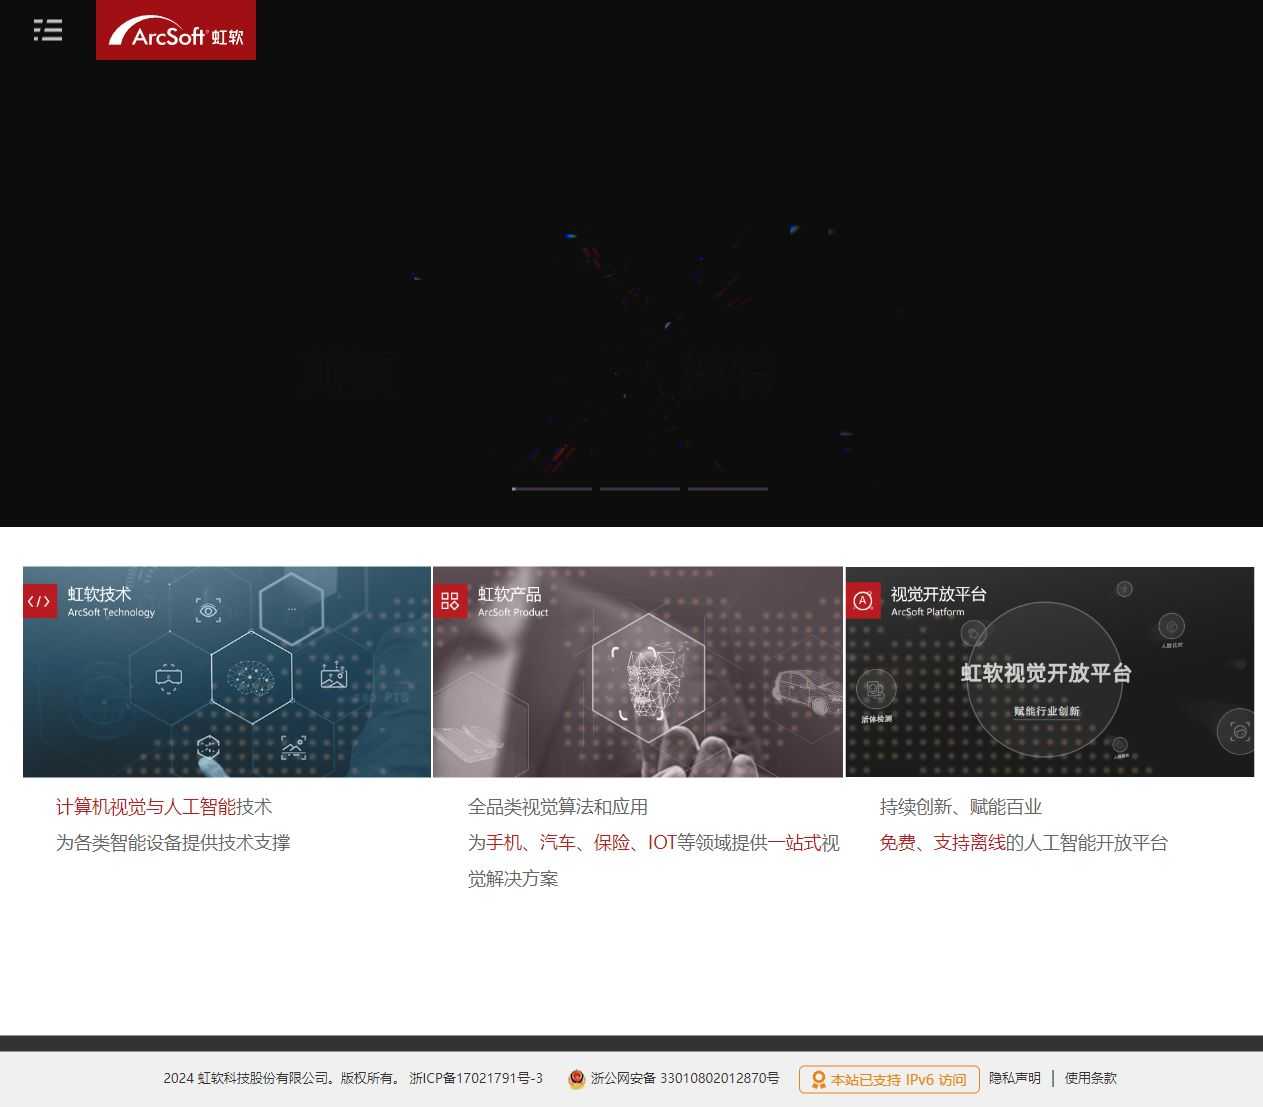 ArcSoft 虹软
虹软技术
ArcSoft Technology
虹软产品
ArcSoft Product
视觉开放平台
ArcSoft Platform
虹软视觉开放平台
赋能行业创新
活体检测
计算机视觉与人工智能技术
为各类智能设备提供技术支撑
全品类视觉算法和应用
为手机、汽车、保险、IOT等领域提供一站式视
觉解决方案
持续创新、赋能百业
免费、支持离线的人工智能开放平台
2024 虹软科技股份有限公司。版权所有。 浙ICP备17021791号-3
浙公网安备 33010802012870号
本站已支持 IPv6 访问
隐私声明 | 使用条款